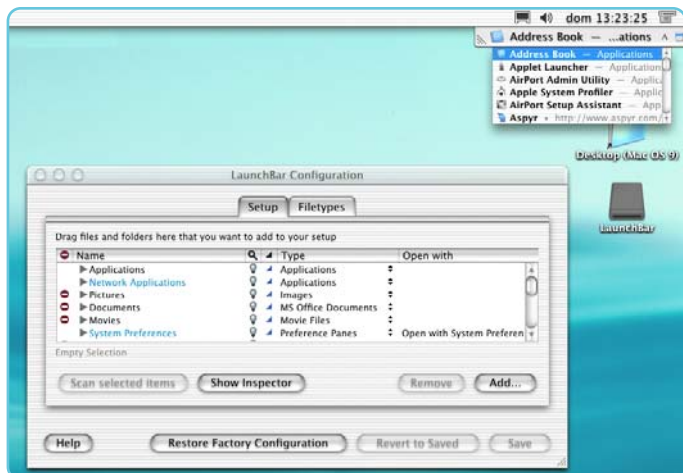 dom 13:23:25
Address Book — ...ations
Address Book — Applications
Applet Launcher — Application
AirPort Admin Utility — Applic
Apple System Profiler — Applic
AirPort Setup Assistant — App
Aspyr • http://www.aspyr.com/
Desktop (Mac OS 9)
LaunchBar
LaunchBar Configuration
Setup Filetypes
Drag files and folders here that you want to add to your setup
Name Type Open with
Applications Applications
Network Applications Applications
Pictures Images
Documents MS Office Documents
Movies Movie Files
System Preferences Preference Panes Open with System Preferen
Empty Selection
Scan selected items Show Inspector Remove Add...
Help Restore Factory Configuration Revert to Saved Save